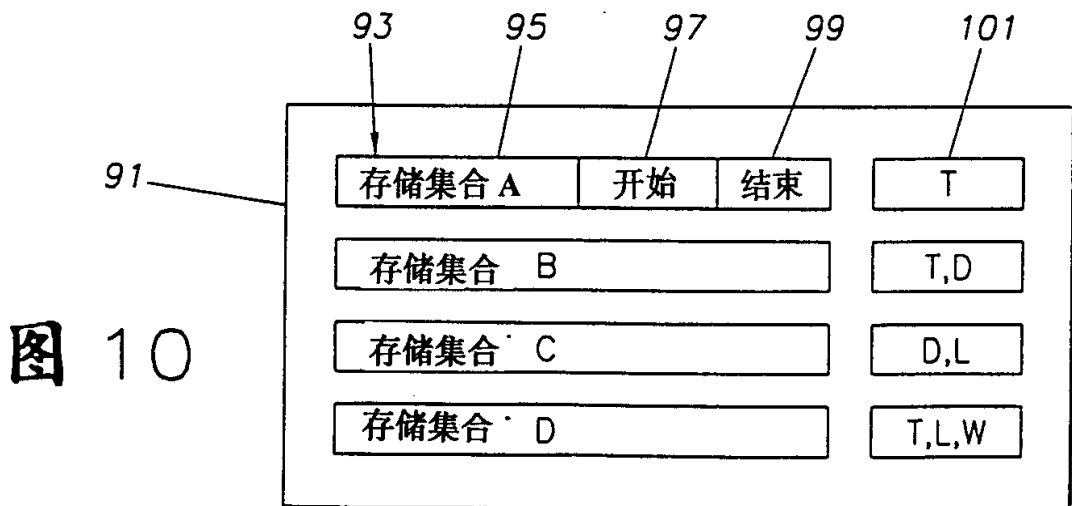 93 95 97 99 101
91
存储集合 A 开始 结束 T
存储集合 B T,D
存储集合 C D,L
存储集合 D T,L,W
图 10